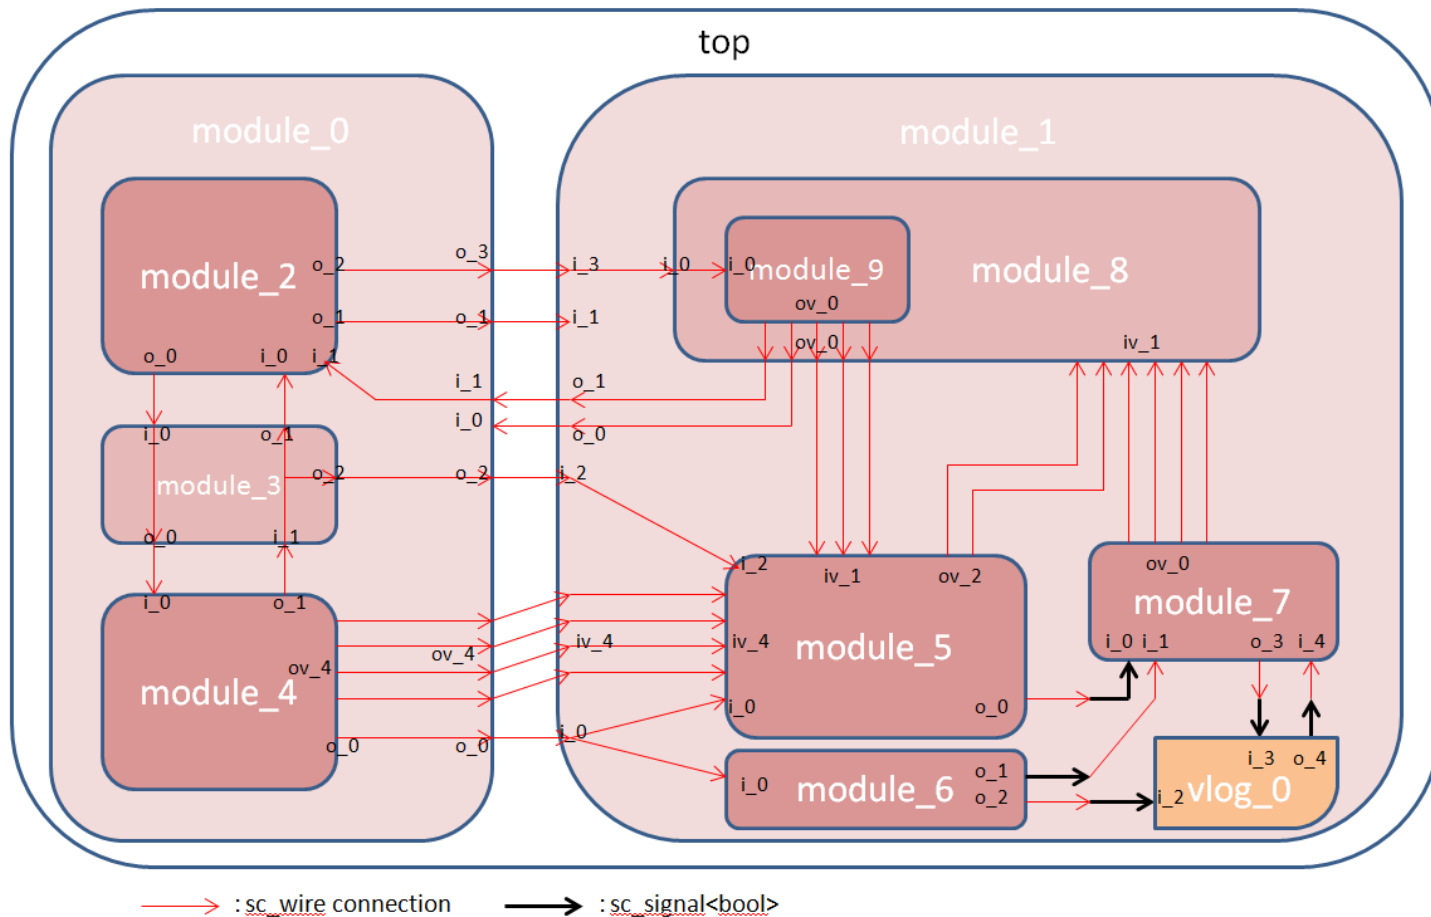 top
module_0
module_1
module_2
o_2
o_3
i_3
i_0
i_0
module_9
module_8
ov_0
o_1
o_1
i_1
o_0
i_0
i_1
ov_0
iv_1
i_1
o_1
i_0
o_0
i_0
o_1
module_3
o_2
o_2
i_2
o_0
i_1
i_0
o_1
module_4
ov_4
ov_4
iv_4
iv_4
o_0
o_0
i_0
i_2
iv_1
ov_2
module_5
i_0
o_0
ov_0
module_7
i_0
i_1
o_3
i_4
i_0
module_6
o_1
o_2
i_3
o_4
i_2
vlog_0
: sc_wire connection
: sc_signal<bool>